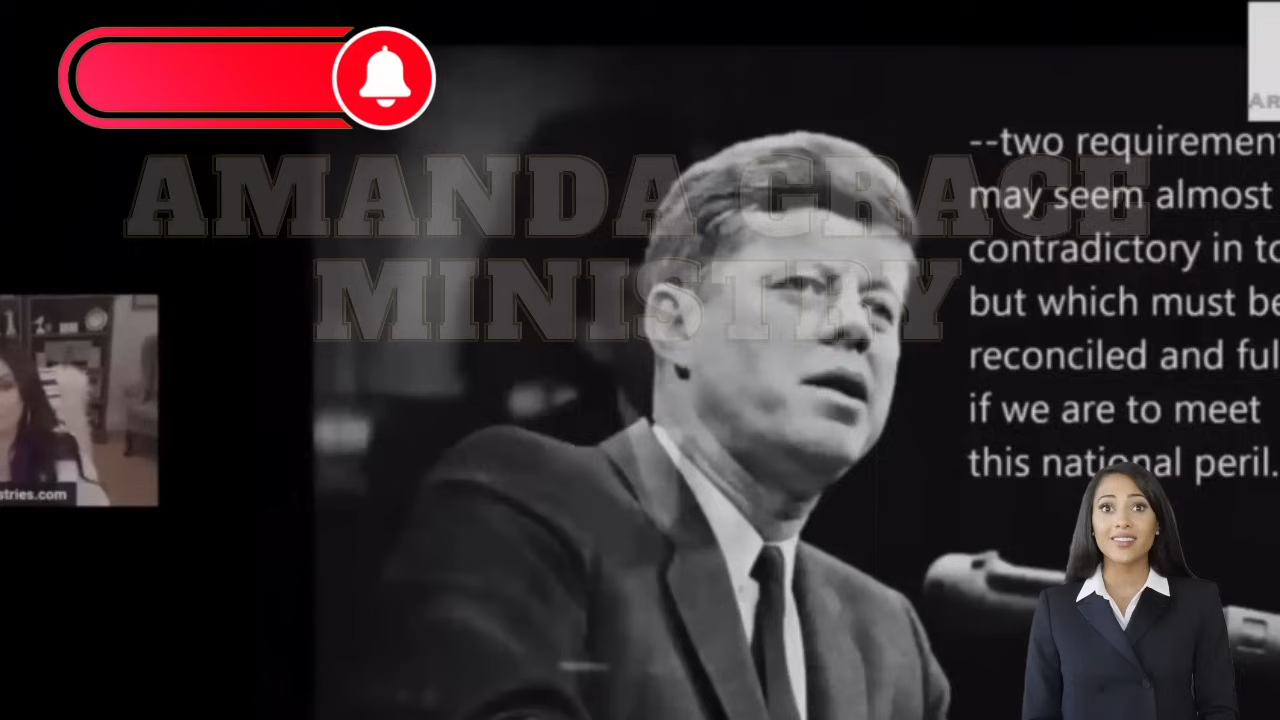 AMANDA GRACE
MINISTRY
--two requirement
may seem almost
contradictory in to
but which must be
reconciled and ful
if we are to meet
this national peril.
stries.com